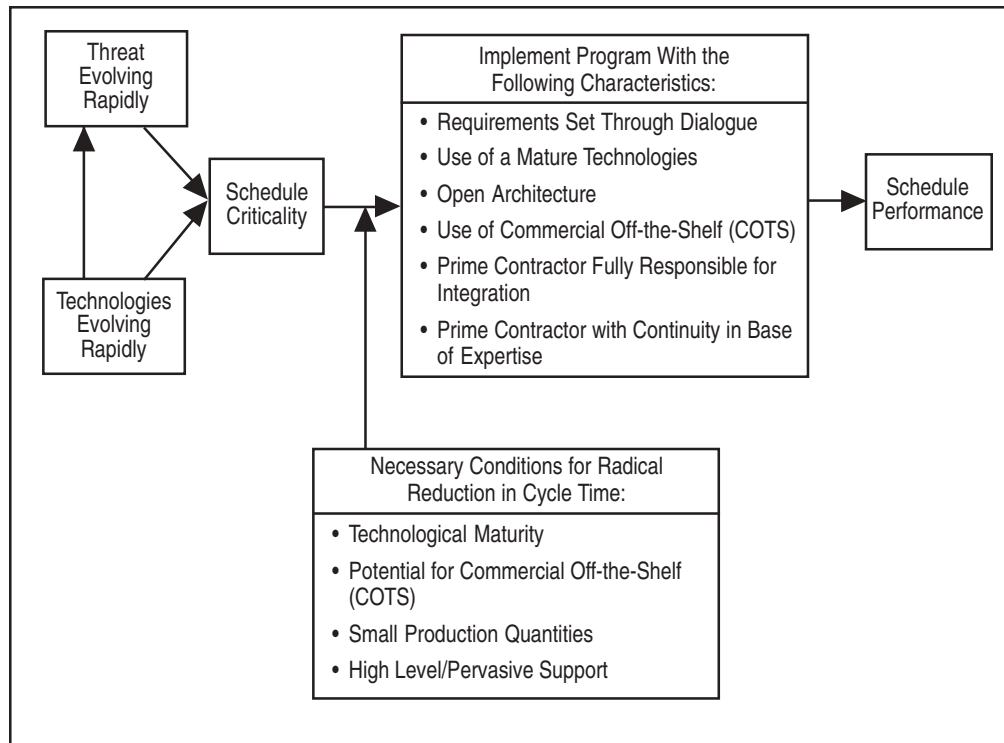 Threat
Evolving
Rapidly
Technologies
Evolving
Rapidly
Schedule
Criticality
Implement Program With the
Following Characteristics:
• Requirements Set Through Dialogue
• Use of a Mature Technologies
• Open Architecture
• Use of Commercial Off-the-Shelf (COTS)
• Prime Contractor Fully Responsible for
Integration
• Prime Contractor with Continuity in Base
of Expertise
Schedule
Performance
Necessary Conditions for Radical
Reduction in Cycle Time:
• Technological Maturity
• Potential for Commercial Off-the-Shelf
(COTS)
• Small Production Quantities
• High Level/Pervasive Support